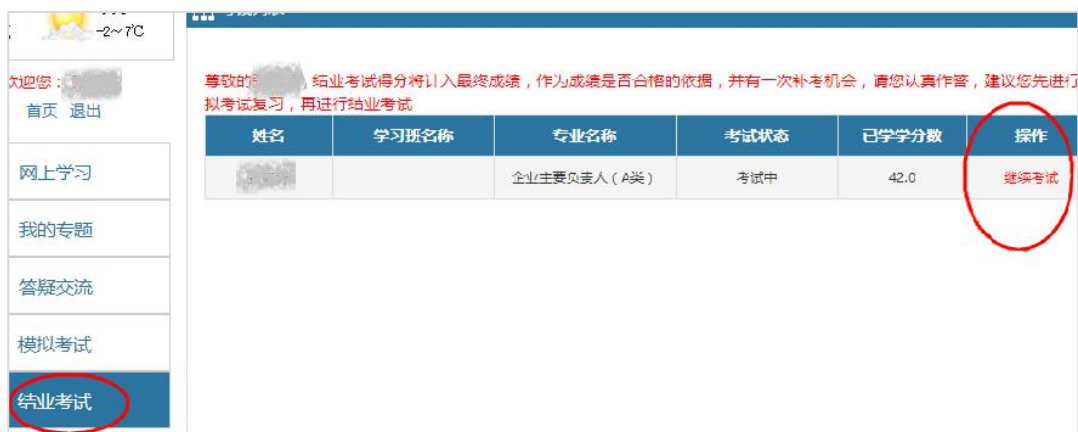 -2~7℃
欢迎您：
首页 退出
网上学习
我的专题
答疑交流
模拟考试
结业考试
尊敬的 ，结业考试得分将计入最终成绩，作为成绩是否合格的依据，并有一次补考机会，请您认真作答，建议您先进行
拟考试复习，再进行结业考试
姓名 学习班名称 专业名称 考试状态 已学学分数 操作
企业主要负责人（A类） 考试中 42.0 继续考试